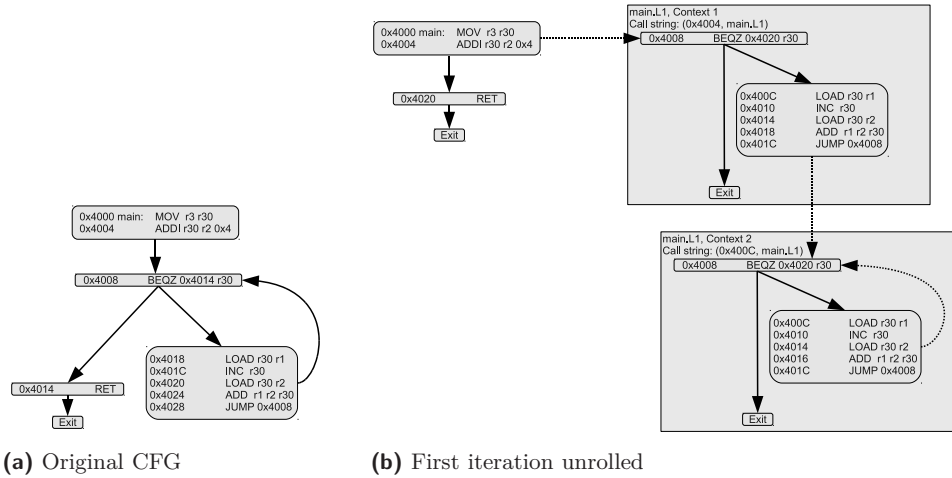 0x4000 main: MOV r3 r30
0x4004 ADDI r30 r2 0x4
0x4008 BEQZ 0x4014 r30
0x4018 LOAD r30 r1
0x401C INC r30
0x4020 LOAD r30 r2
0x4024 ADD r1 r2 r30
0x4028 JUMP 0x4008
0x4014 RET
Exit
(a) Original CFG
0x4000 main: MOV r3 r30
0x4004 ADDI r30 r2 0x4
0x4020 RET
Exit
main.L1, Context 1
Call string: (0x4004, main.L1)
0x4008 BEQZ 0x4020 r30
0x400C LOAD r30 r1
0x4010 INC r30
0x4014 LOAD r30 r2
0x4018 ADD r1 r2 r30
0x401C JUMP 0x4008
Exit
main.L1, Context 2
Call string: (0x400C, main.L1)
0x4008 BEQZ 0x4020 r30
0x400C LOAD r30 r1
0x4010 INC r30
0x4014 LOAD r30 r2
0x4016 ADD r1 r2 r30
0x401C JUMP 0x4008
Exit
(b) First iteration unrolled